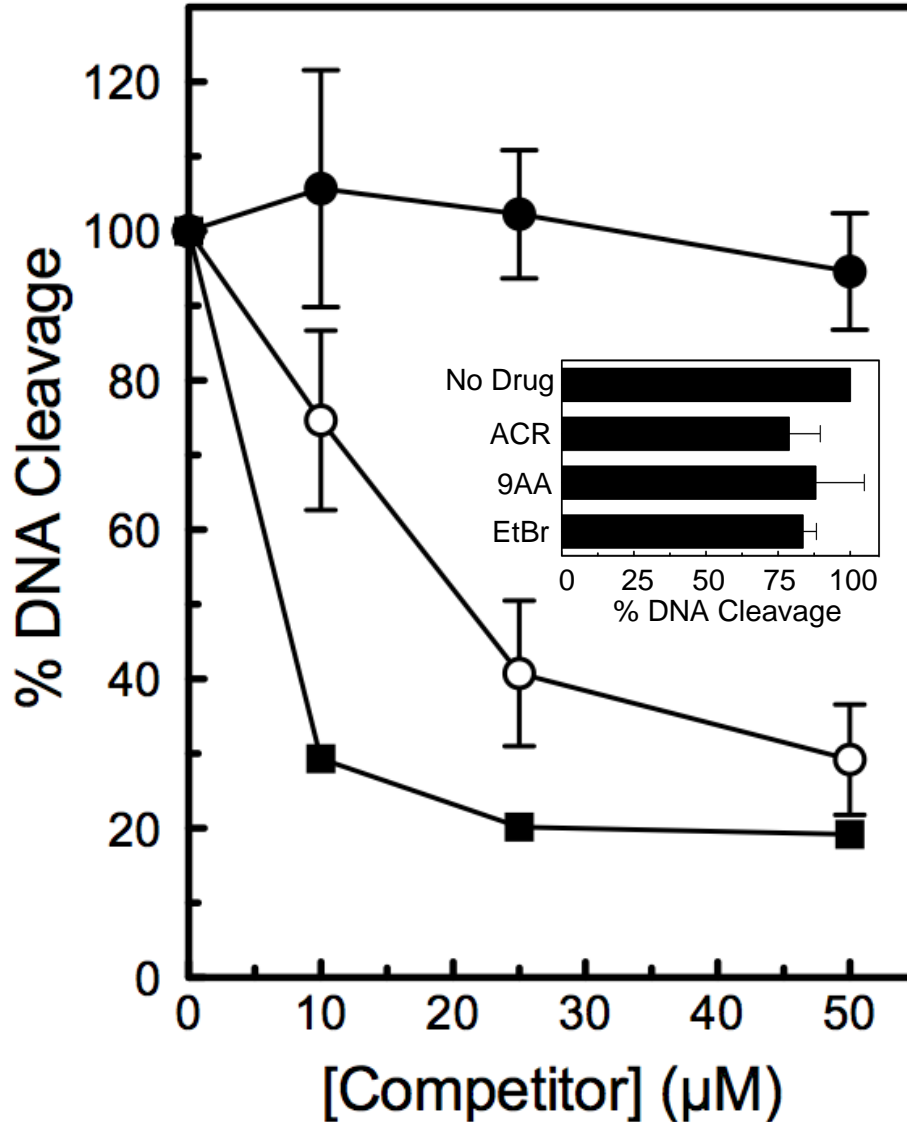 120
100
80
60
40
20
0
% DNA Cleavage
0 10 20 30 40 50
[Competitor] (µM)
No Drug
ACR
9AA
EtBr
0 25 50 75 100
% DNA Cleavage